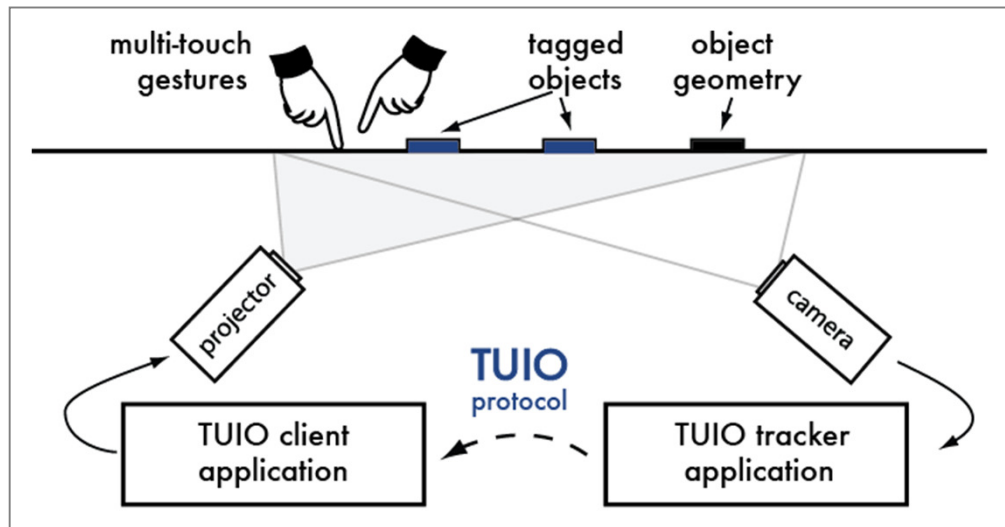 multi-touch
gestures
tagged
objects
object
geometry
projector
camera
TUIO
protocol
TUIO client
application
TUIO tracker
application